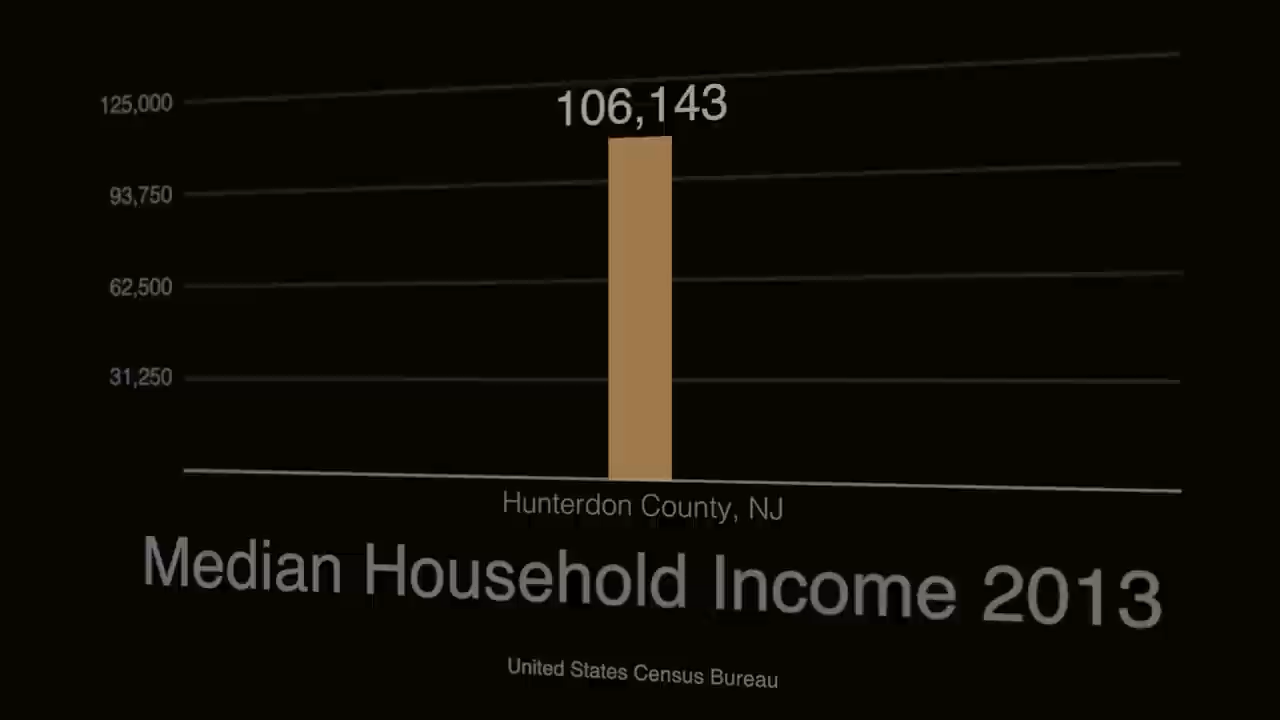 125,000
106,143
93,750
62,500
31,250
Hunterdon County, NJ
Median Household Income 2013
United States Census Bureau